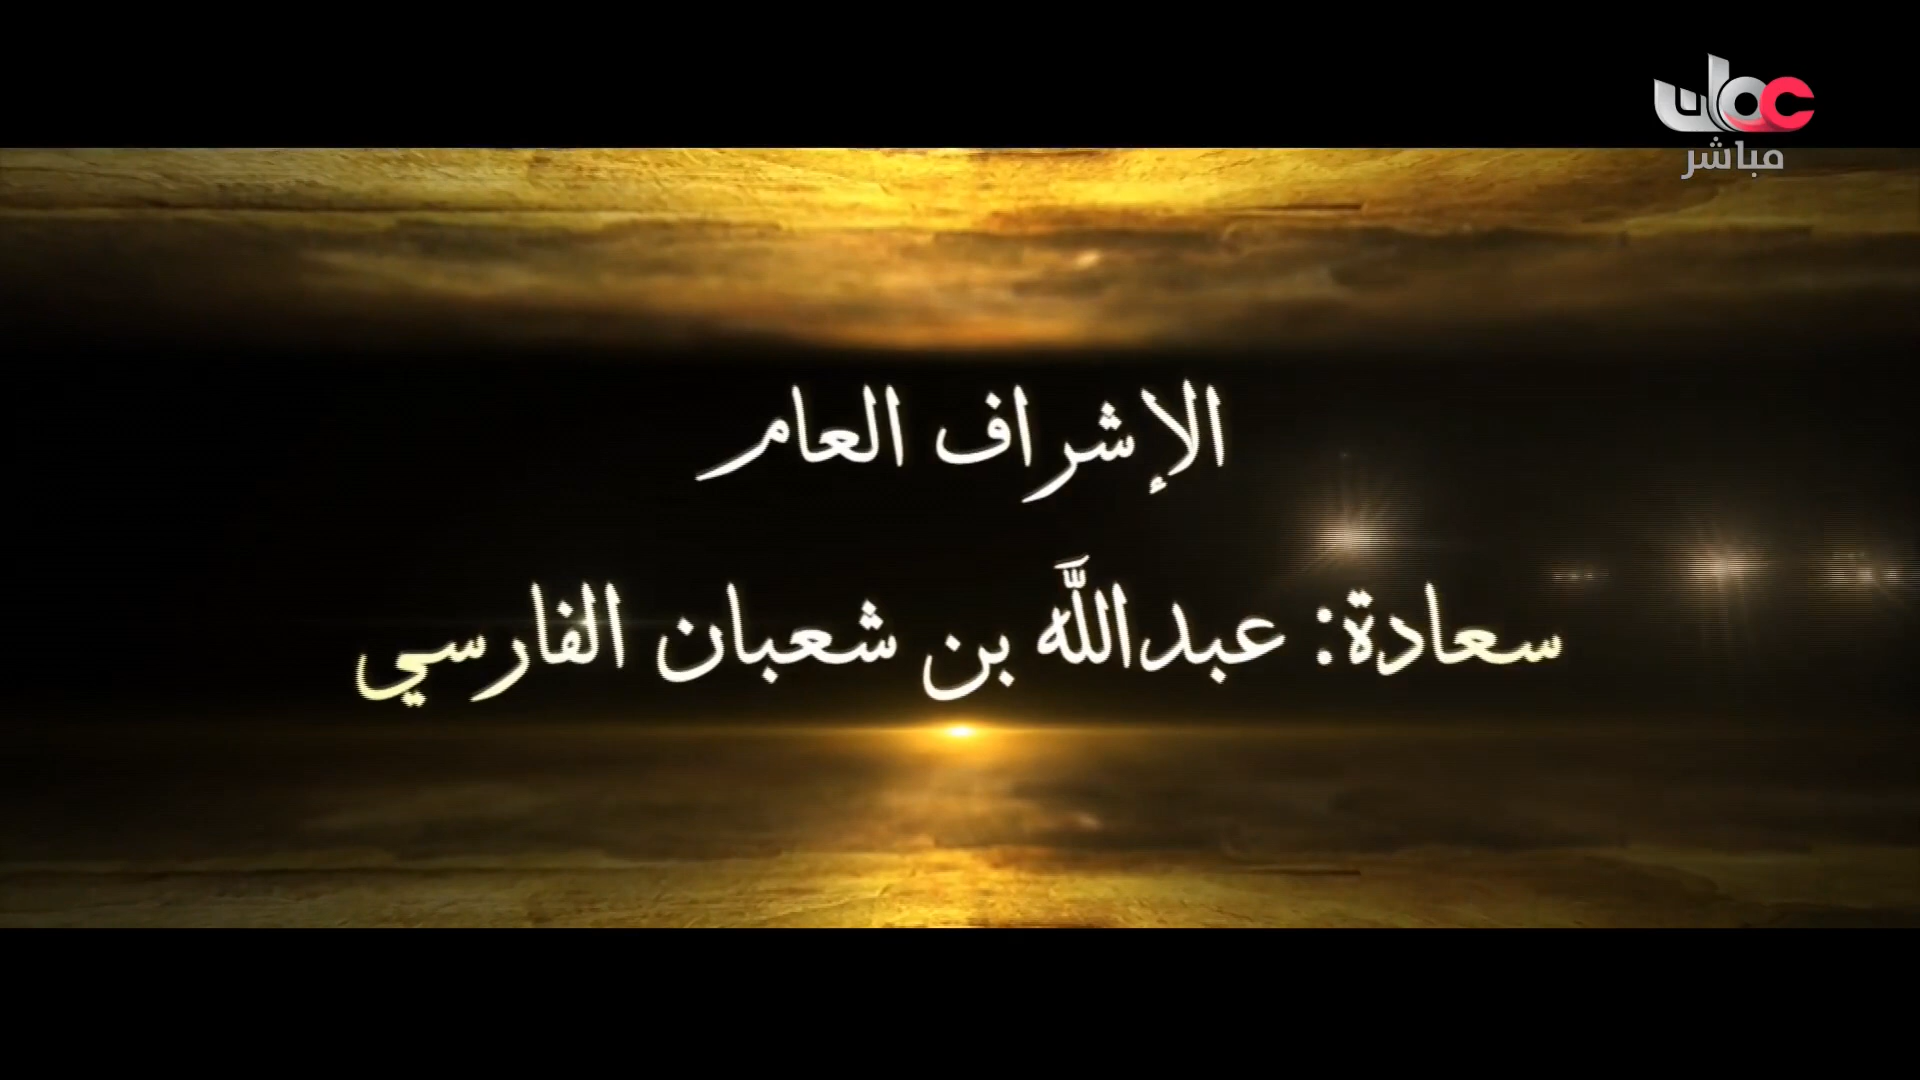 عمان
مباشر
الإشراف العام
سعادة: عبدالله بن شعبان الفارسي